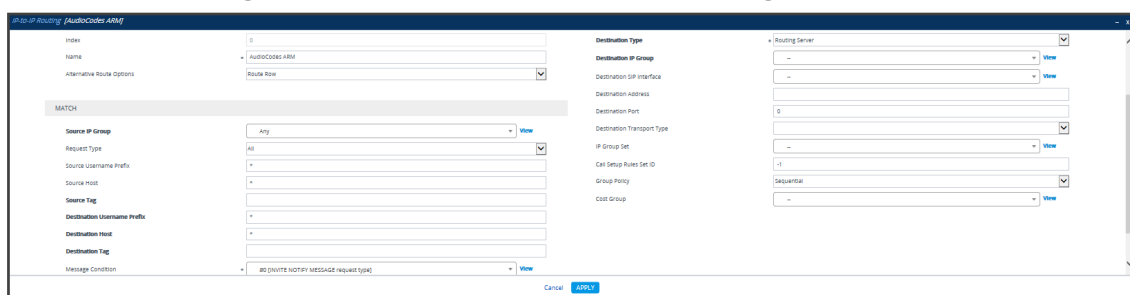 IP-to-IP Routing [AudioCodes ARM] – x
Index 0
Name AudioCodes ARM
Alternative Route Options Route Row
MATCH
Source IP Group Any View
Request Type All
Source Username Prefix *
Source Host *
Source Tag
Destination Username Prefix *
Destination Host *
Destination Tag
Message Condition #0 [INVITE NOTIFY MESSAGE request type] View
Destination Type Routing Server
Destination IP Group -- View
Destination SIP Interface -- View
Destination Address
Destination Port 0
Destination Transport Type
IP Group Set -- View
Call Setup Rules Set ID -1
Group Policy Sequential
Cost Group -- View
Cancel APPLY